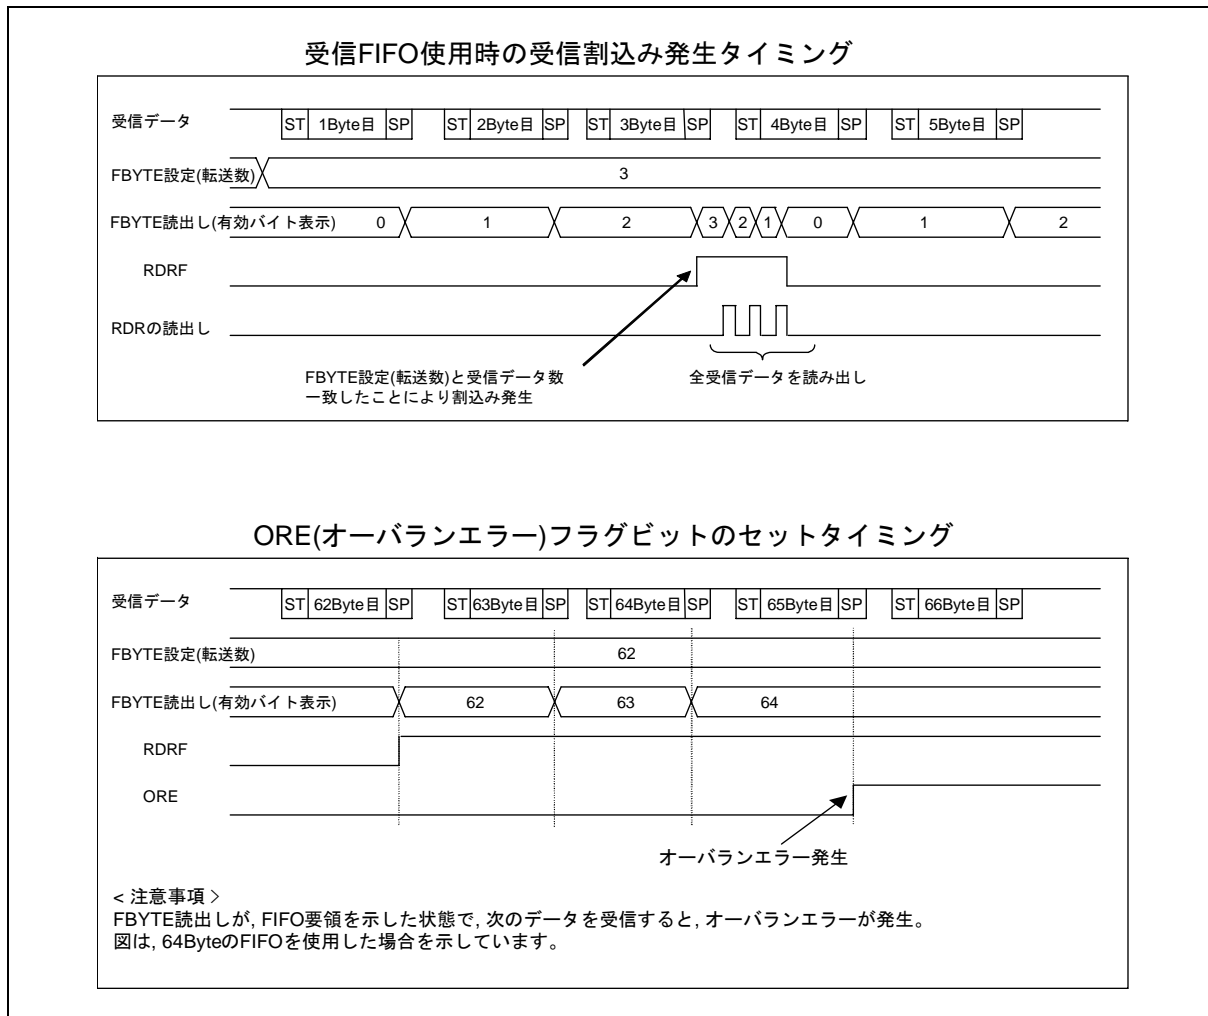 受信FIFO使用時の受信割込み発生タイミング
受信データ ST 1Byte目 SP ST 2Byte目 SP ST 3Byte目 SP ST 4Byte目 SP ST 5Byte目 SP
FBYTE設定(転送数) 3
FBYTE読出し(有効バイト表示) 0 1 2 3 2 1 0 1 2
RDRF
RDRの読出し
FBYTE設定(転送数)と受信データ数
一致したことにより割込み発生
全受信データを読み出し
ORE(オーバランエラー)フラグビットのセットタイミング
受信データ ST 62Byte目 SP ST 63Byte目 SP ST 64Byte目 SP ST 65Byte目 SP ST 66Byte目 SP
FBYTE設定(転送数) 62
FBYTE読出し(有効バイト表示) 62 63 64
RDRF
ORE
オーバランエラー発生
< 注意事項 >
FBYTE読出しが, FIFO要領を示した状態で, 次のデータを受信すると, オーバランエラーが発生。
図は, 64ByteのFIFOを使用した場合を示しています。